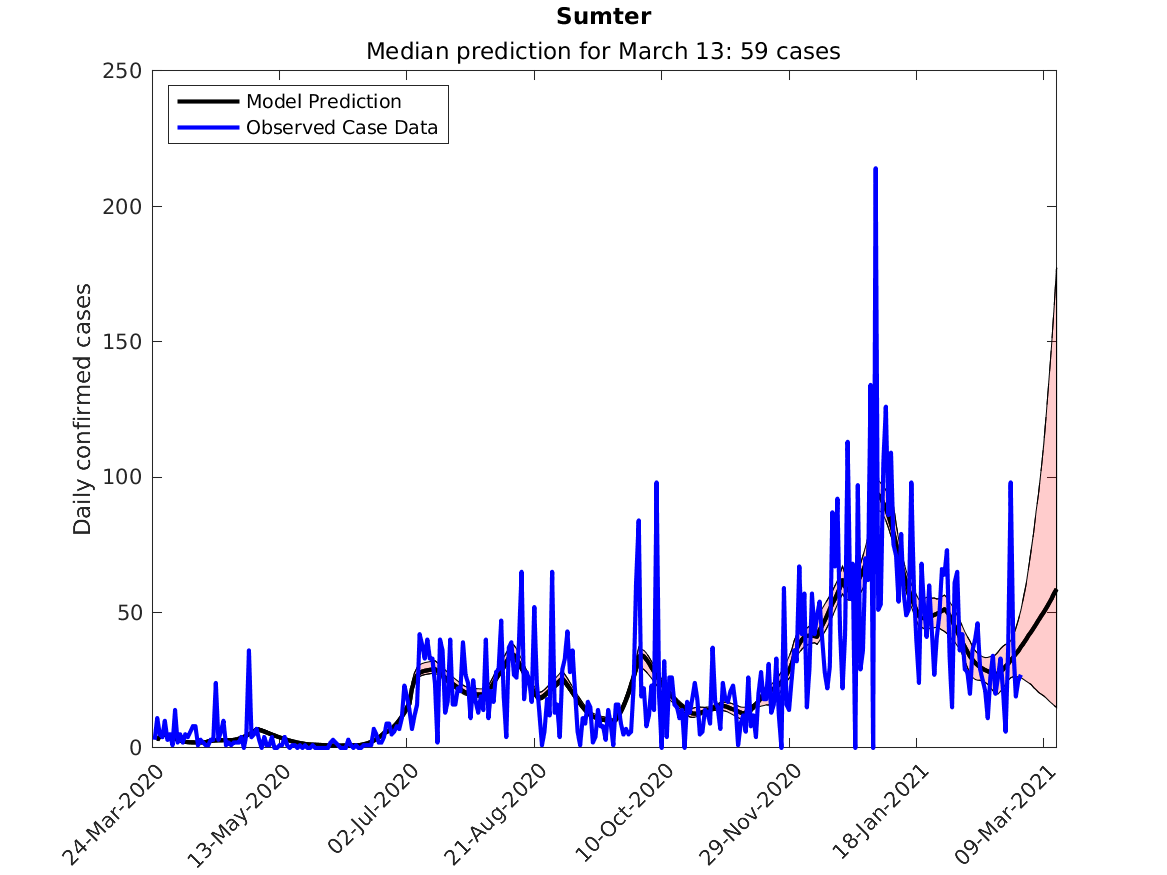 Sumter
Median prediction for March 13: 59 cases
250
200
150
100
50
0
Daily confirmed cases
Model Prediction
Observed Case Data
24-Mar-2020
13-May-2020
02-Jul-2020
21-Aug-2020
10-Oct-2020
29-Nov-2020
18-Jan-2021
09-Mar-2021